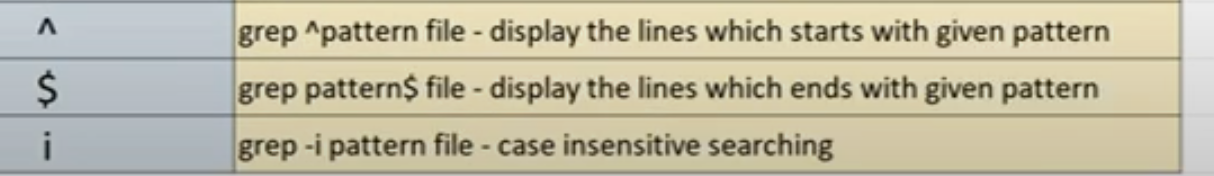 ^ grep ^pattern file - display the lines which starts with given pattern
$ grep pattern$ file - display the lines which ends with given pattern
i grep -i pattern file - case insensitive searching